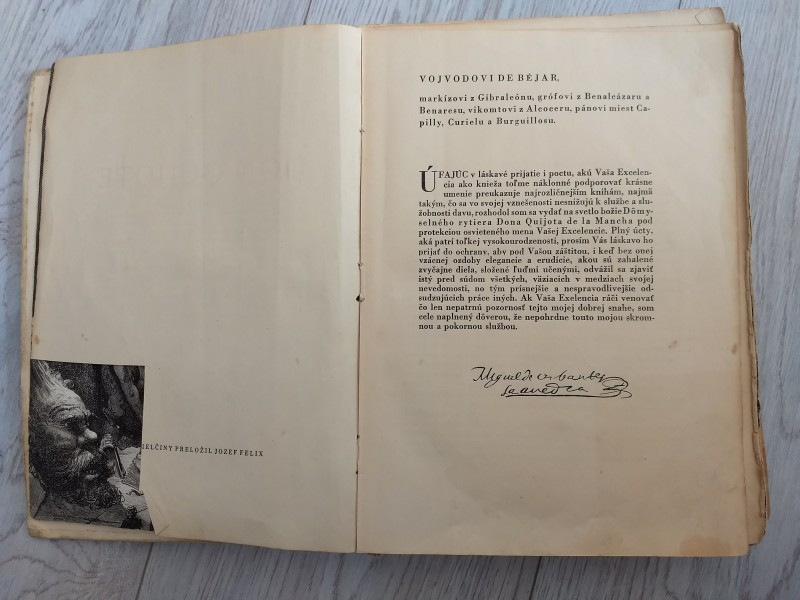 IELČINY PRELOŽIL JOZEF FELIX
VOJVODOVI DE BÉJAR,
markízovi z Gibraleónu, grófovi z Benalcázaru a
Benaresu, vikomtovi z Alcoceru, pánovi miest Ca-
pilly, Curielu a Burguillosu.
ÚFAJÚC v láskavé prijatie i poctu, akú Vaša Excelen-
cia ako knieža toľme náklonné podporovať krásne
umenie preukazuje najrozličnejším knihám, najmä
takým, čo sa vo svojej vznešenosti nesnižujú k službe a slu-
žobnosti davu, rozhodol som sa vydať na svetlo božie Dômy-
selného rytiera Dona Quijota de la Mancha pod
protekciou osvieteného mena Vašej Excelencie. Plný úcty,
aká patrí toľkej vysokourodzenosti, prosím Vás láskavo ho
prijať do ochrany, aby pod Vašou záštitou, i keď bez onej
vzácnej ozdoby elegancie a erudície, akou sú zahalené
zvyčajne diela, složené ľuďmi učenými, odvážil sa zjaviť
istý pred súdom všetkých, väziacich v medziach svojej
nevedomosti, no tým prísnejšie a nespravodlivejšie od-
sudzujúcich práce iných. Ak Vaša Exelencia ráči venovať
čo len nepatrnú pozornosť tejto mojej dobrej snahe, som
cele naplnený dôverou, že nepohrdne touto mojou skrom-
nou a pokornou službou.
Miguel de cerbantes
saavedra